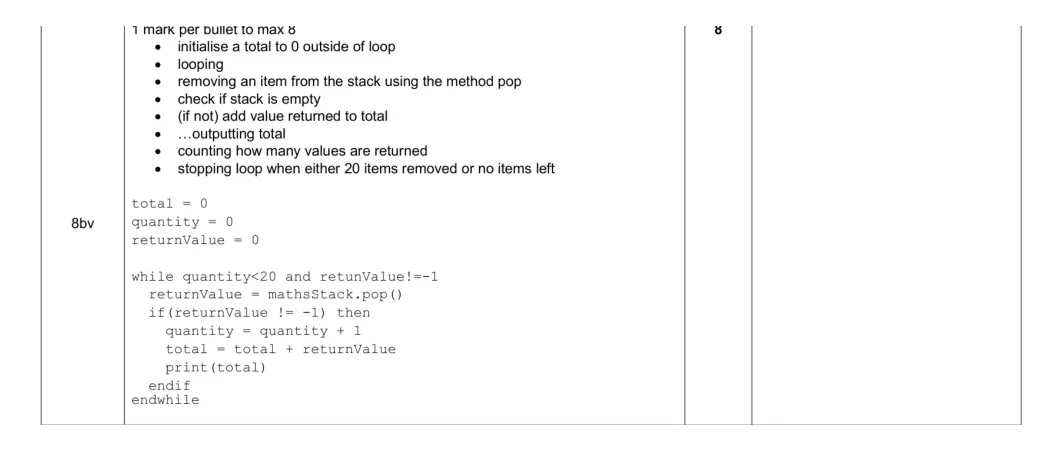 1 mark per bullet to max 8
8
• initialise a total to 0 outside of loop
• looping
• removing an item from the stack using the method pop
• check if stack is empty
• (if not) add value returned to total
• …outputting total
• counting how many values are returned
• stopping loop when either 20 items removed or no items left
8bv
total = 0
quantity = 0
returnValue = 0
while quantity<20 and retunValue!=-1
returnValue = mathsStack.pop()
if(returnValue != -1) then
quantity = quantity + 1
total = total + returnValue
print(total)
endif
endwhile